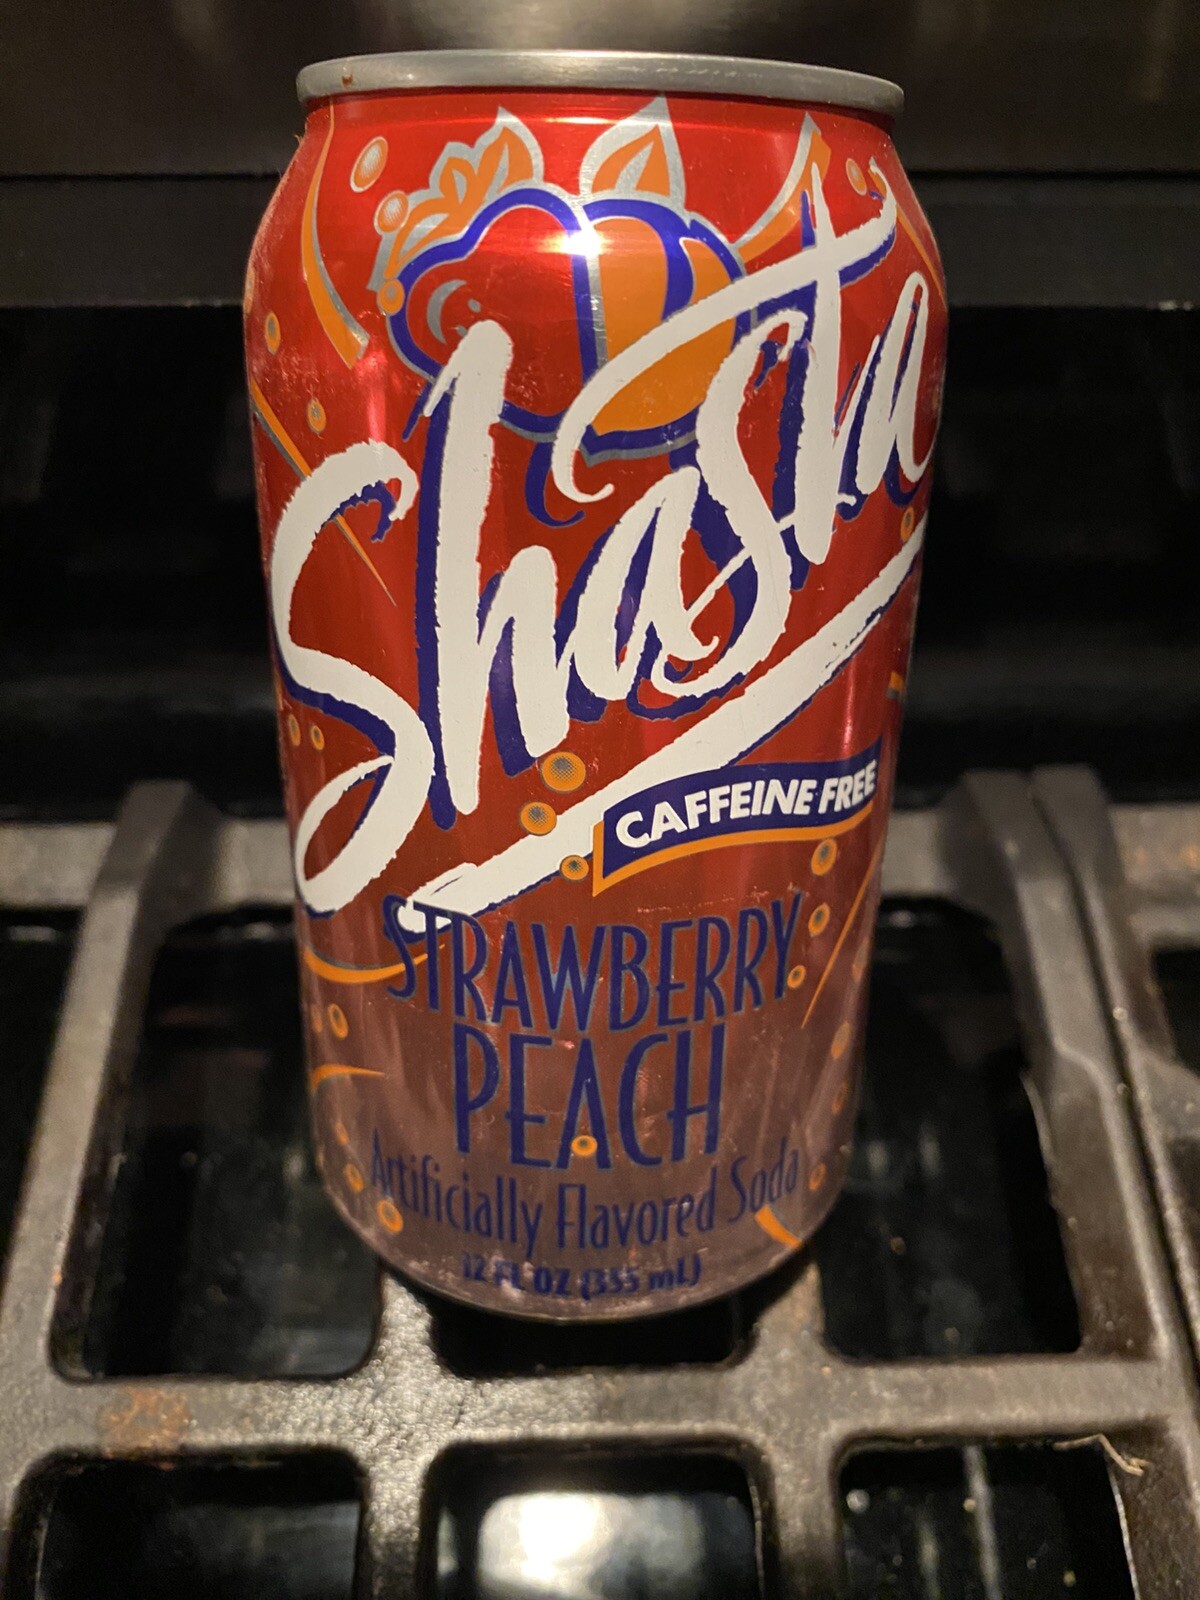 Shasta
CAFFEINE FREE
STRAWBERRY
PEACH
Artificially Flavored Soda
12 FL OZ (355 mL)